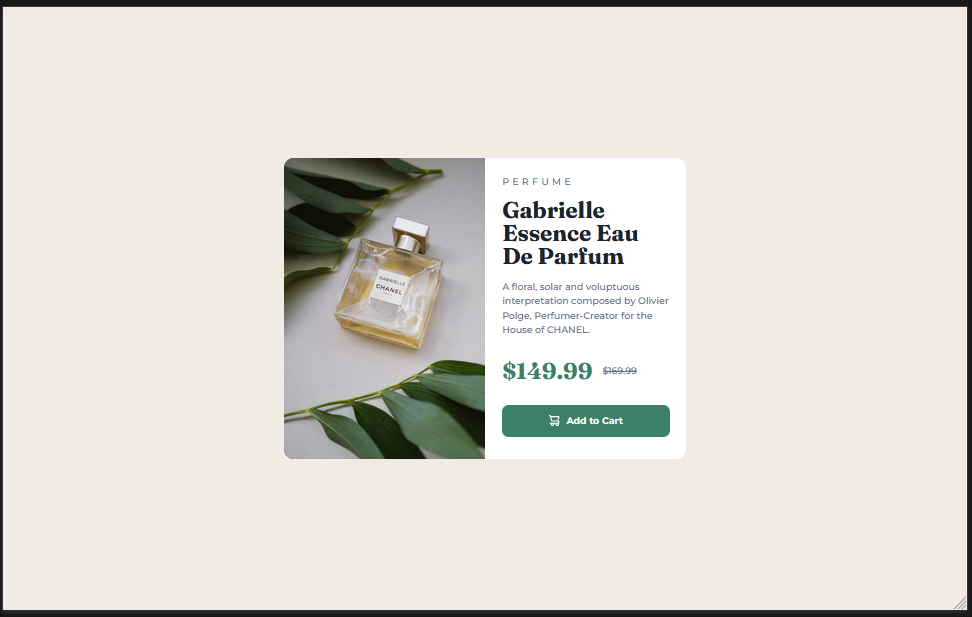 GABRIELLE
CHANEL
PERFUME
Gabrielle
Essence Eau
De Parfum
A floral, solar and voluptuous
interpretation composed by Olivier
Polge, Perfumer-Creator for the
House of CHANEL.
$149.99 $169.99
Add to Cart